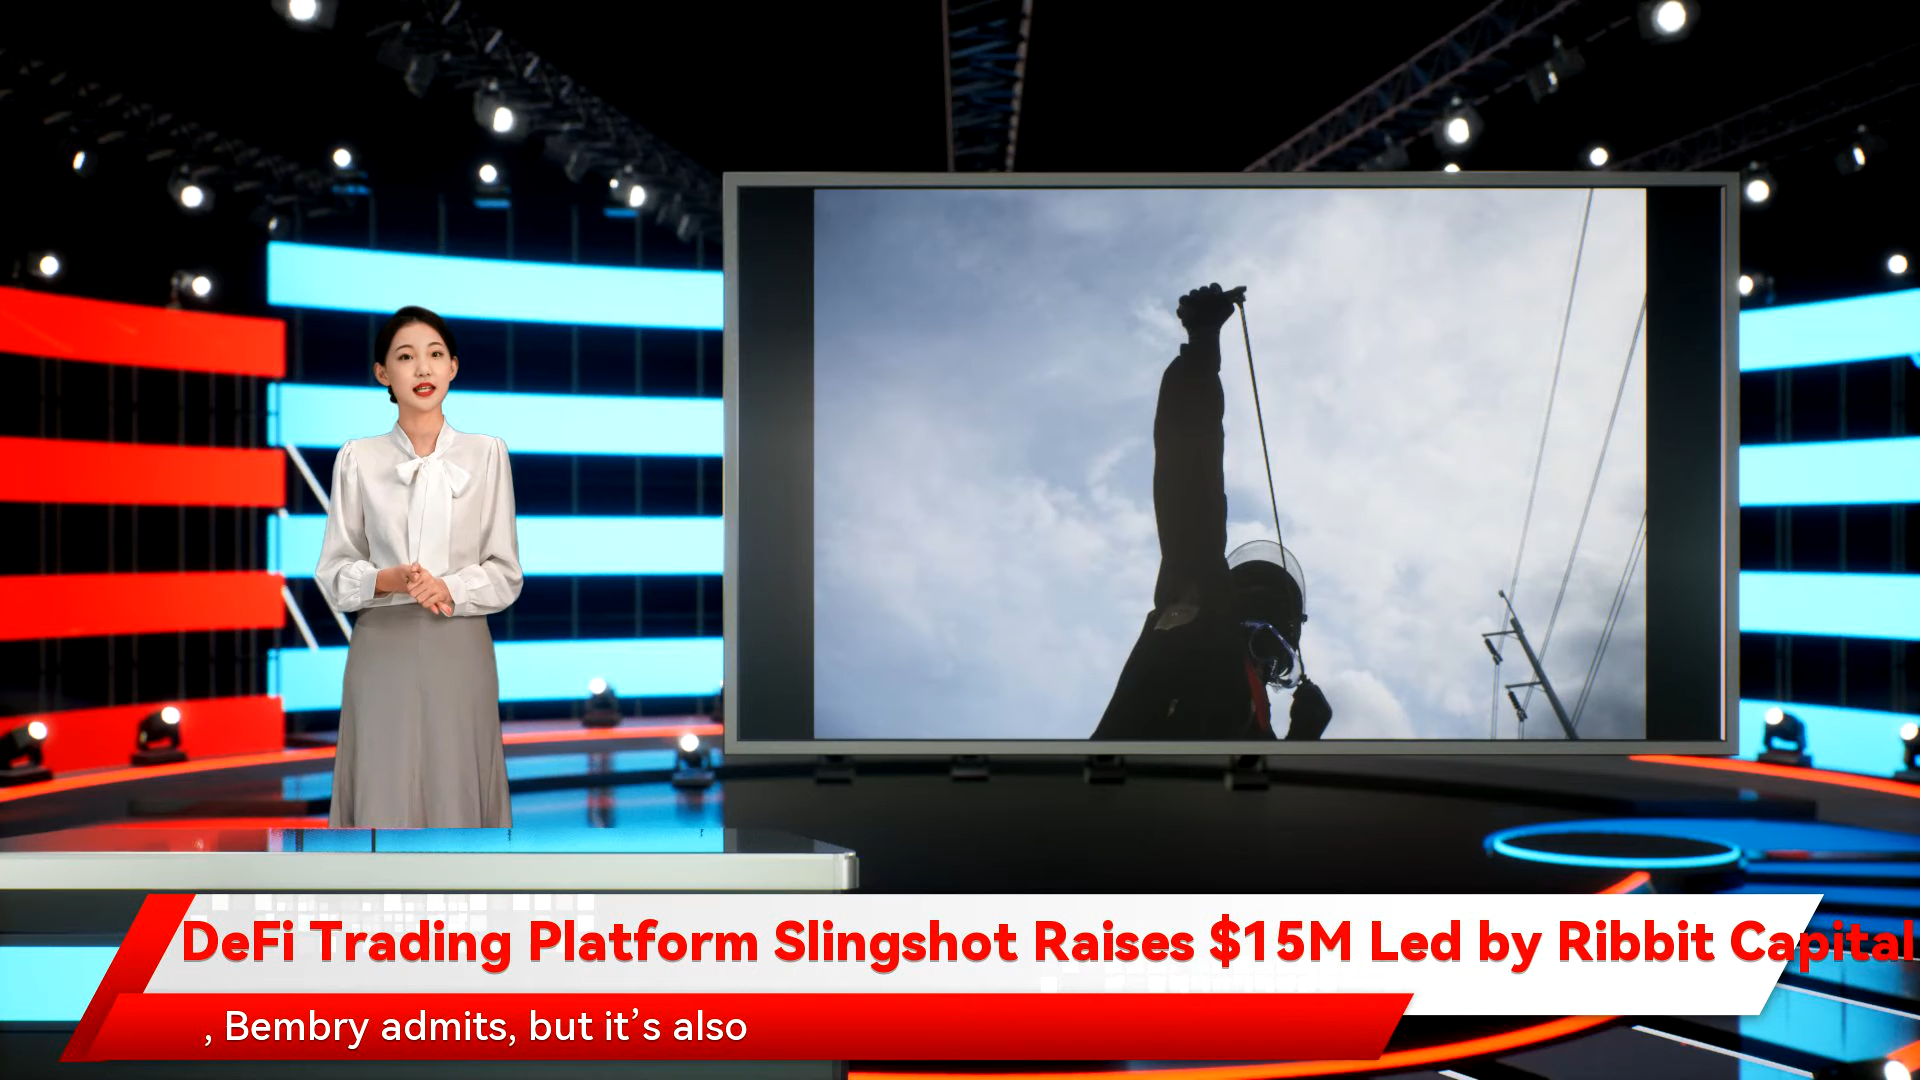 DeFi Trading Platform Slingshot Raises $15M Led by Ribbit Capital
, Bembry admits, but it’s also